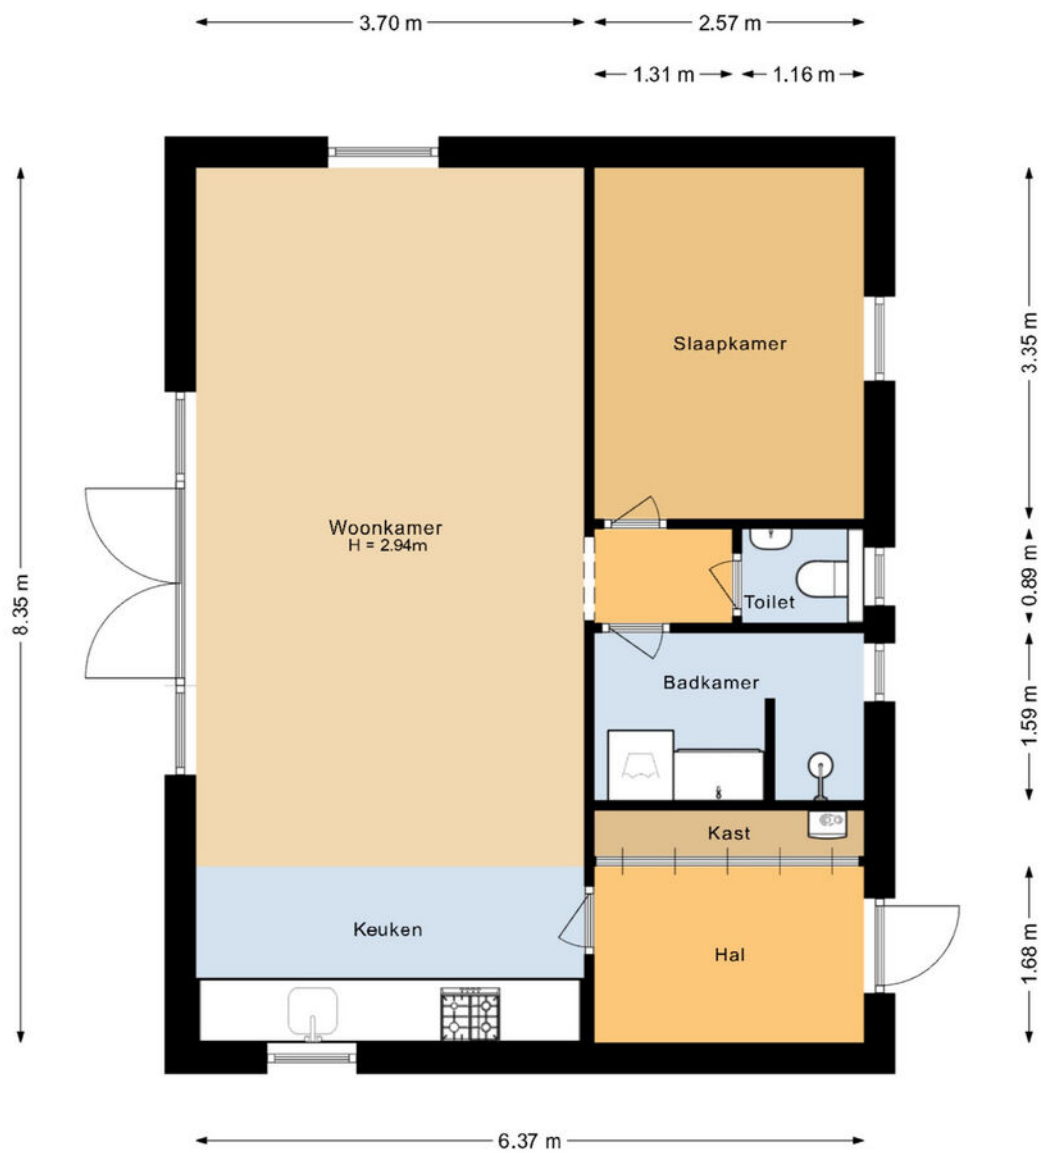 3.70 m
2.57 m
1.31 m
1.16 m
Slaapkamer
3.35 m
Woonkamer
H = 2.94m
8.35 m
0.89 m
Toilet
Badkamer
1.59 m
Kast
Keuken
Hal
1.68 m
6.37 m